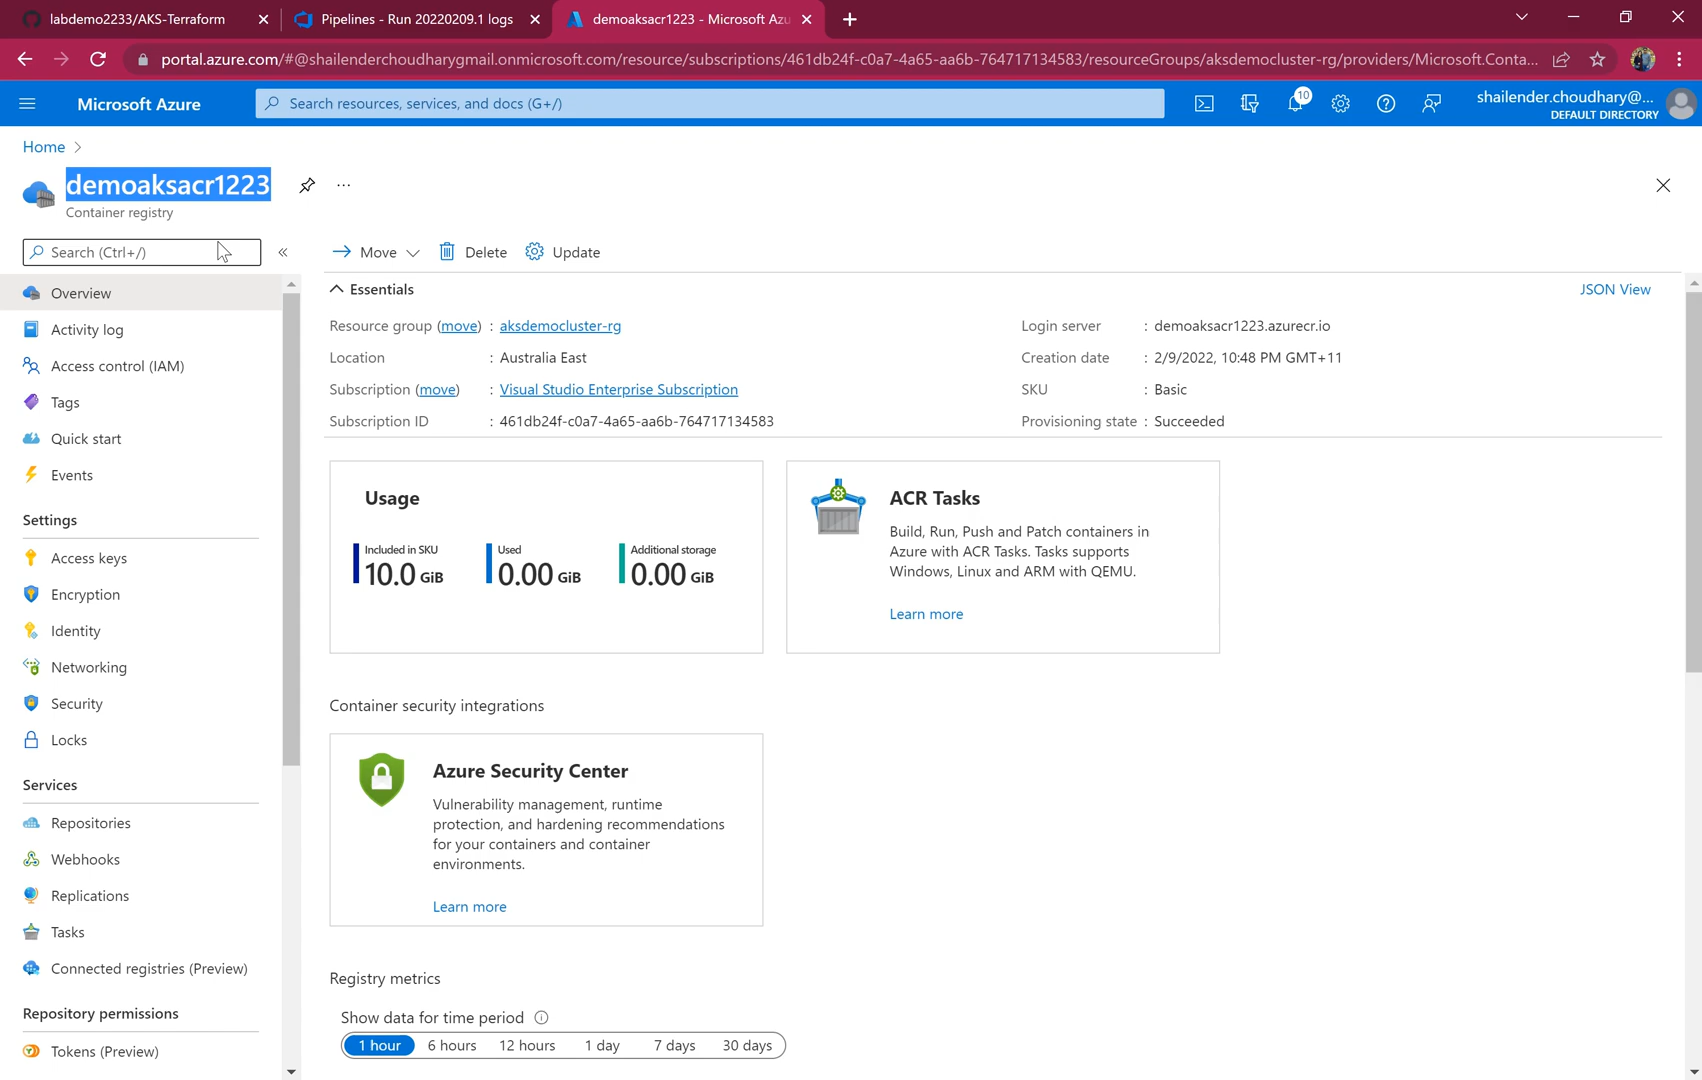 labdemo2233/AKS-Terraform
Pipelines - Run 20220209.1 logs
demoaksacr1223 - Microsoft Azu
portal.azure.com/#@shailenderchoudharygmail.onmicrosoft.com/resource/subscriptions/461db24f-c0a7-4a65-aa6b-764717134583/resourceGroups/aksdemocluster-rg/providers/Microsoft.Conta...
Microsoft Azure
Search resources, services, and docs (G+/)
10
shailender.choudhary@...
DEFAULT DIRECTORY
Home
demoaksacr1223
...
Container registry
Search (Ctrl+/)
«
Move
Delete
Update
Overview
Activity log
Access control (IAM)
Tags
Quick start
Events
Settings
Access keys
Encryption
Identity
Networking
Security
Locks
Services
Repositories
Webhooks
Replications
Tasks
Connected registries (Preview)
Repository permissions
Tokens (Preview)
Essentials
JSON View
Resource group (move) : aksdemocluster-rg
Location : Australia East
Subscription (move) : Visual Studio Enterprise Subscription
Subscription ID : 461db24f-c0a7-4a65-aa6b-764717134583
Login server : demoaksacr1223.azurecr.io
Creation date : 2/9/2022, 10:48 PM GMT+11
SKU : Basic
Provisioning state : Succeeded
Usage
Included in SKU
10.0 GiB
Used
0.00 GiB
Additional storage
0.00 GiB
ACR Tasks
Build, Run, Push and Patch containers in
Azure with ACR Tasks. Tasks supports
Windows, Linux and ARM with QEMU.
Learn more
Container security integrations
Azure Security Center
Vulnerability management, runtime
protection, and hardening recommendations
for your containers and container
environments.
Learn more
Registry metrics
Show data for time period
1 hour 6 hours 12 hours 1 day 7 days 30 days